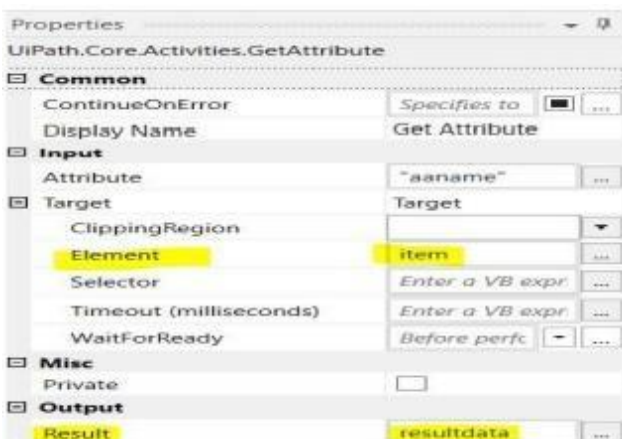 Properties
UiPath.Core.Activities.GetAttribute
Common
ContinueOnError Specifies to ...
Display Name Get Attribute
Input
Attribute "aaname" ...
Target Target
ClippingRegion
Element item ...
Selector Enter a VB expr ...
Timeout (milliseconds) Enter a VB expr ...
WaitForReady Before perfc ...
Misc
Private
Output
Result resultdata ...